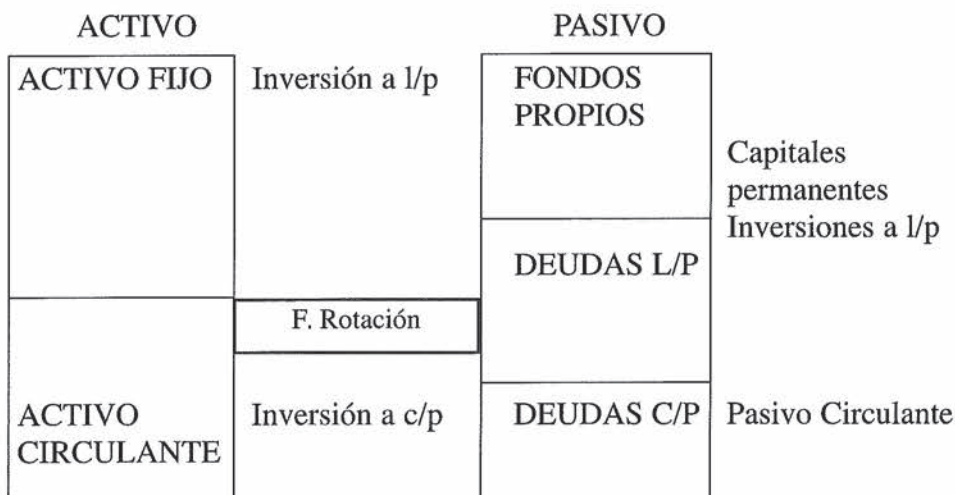 ACTIVO
PASIVO
ACTIVO FIJO
Inversión a l/p
FONDOS
PROPIOS
Capitales
permanentes
Inversiones a l/p
DEUDAS L/P
F. Rotación
ACTIVO
CIRCULANTE
Inversión a c/p
DEUDAS C/P
Pasivo Circulante